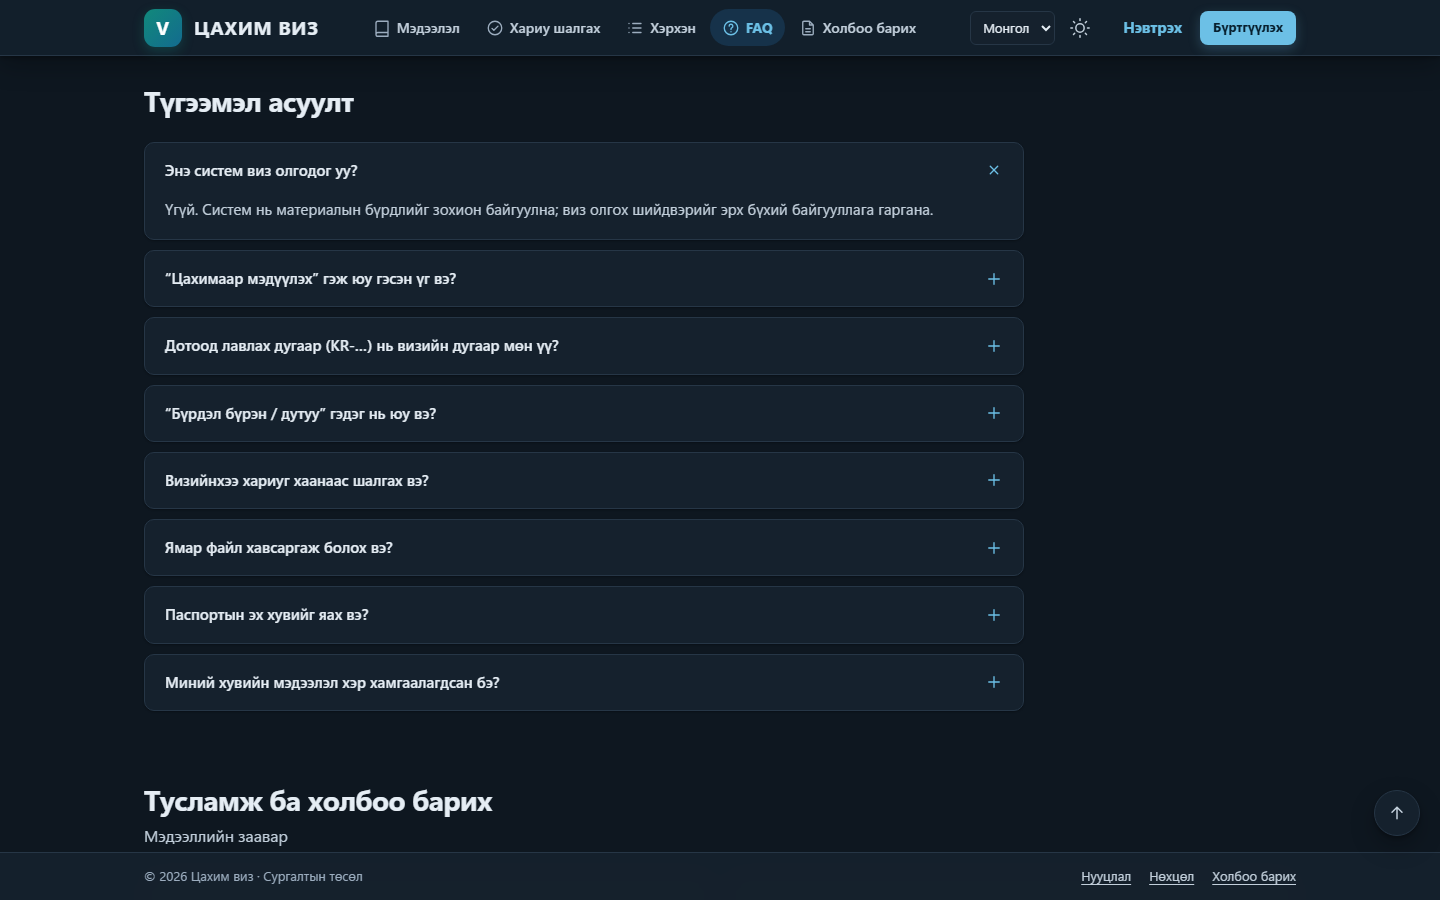 V ЦАХИМ ВИЗ Мэдээлэл Хариу шалгах Хэрхэн FAQ Холбоо барих Монгол Нэвтрэх Бүртгүүлэх
Түгээмэл асуулт
Энэ систем виз олгодог уу?
Үгүй. Систем нь материалын бүрдлийг зохион байгуулна; виз олгох шийдвэрийг эрх бүхий байгууллага гаргана.
“Цахимаар мэдүүлэх” гэж юу гэсэн үг вэ?
Дотоод лавлах дугаар (KR-...) нь визийн дугаар мөн үү?
“Бүрдэл бүрэн / дутуу” гэдэг нь юу вэ?
Визийнхээ хариуг хаанаас шалгах вэ?
Ямар файл хавсаргаж болох вэ?
Паспортын эх хувийг яах вэ?
Миний хувийн мэдээлэл хэр хамгаалагдсан бэ?
Тусламж ба холбоо барих
Мэдээллийн заавар
© 2026 Цахим виз · Сургалтын төсөл Нууцлал Нөхцөл Холбоо барих